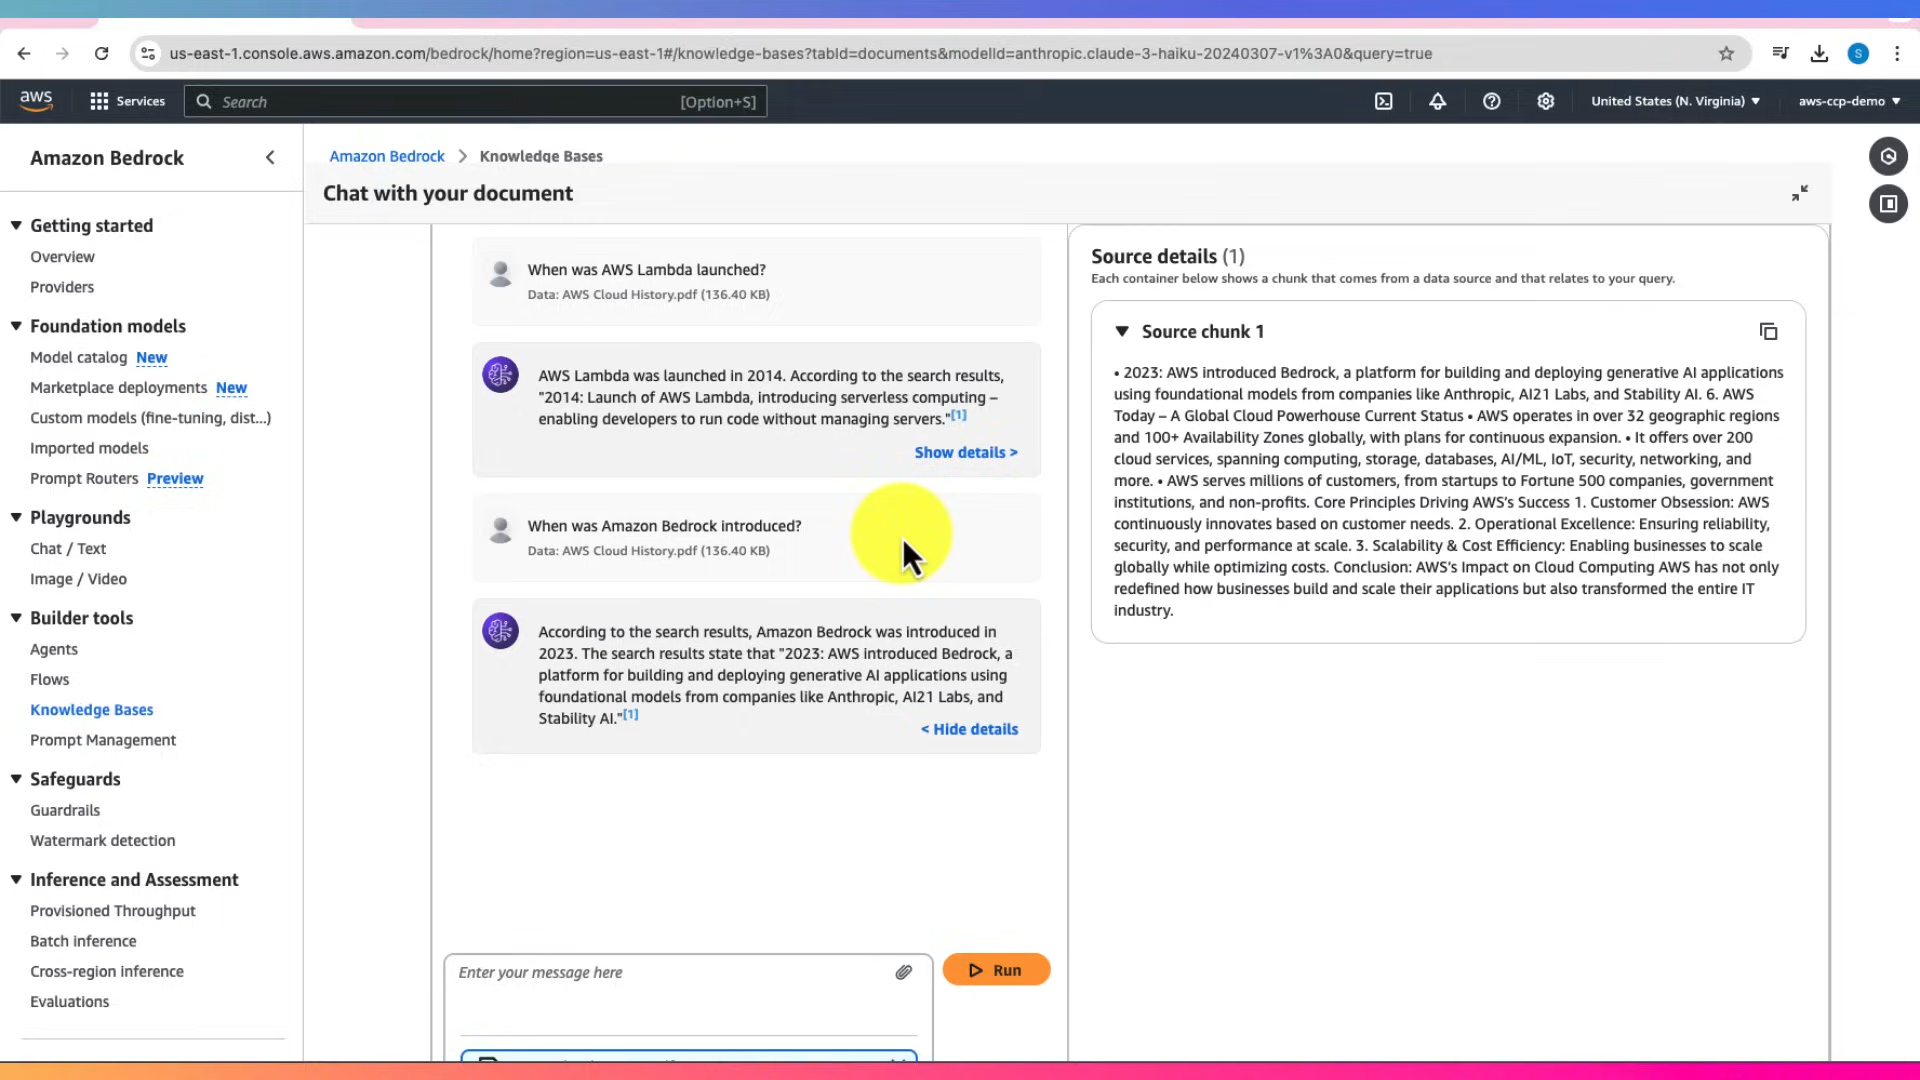 us-east-1.console.aws.amazon.com/bedrock/home?region=us-east-1#/knowledge-bases?tabId=documents&modelId=anthropic.claude-3-haiku-20240307-v1%3A0&query=true
S
aws
Services
Search
[Option+S]
United States (N. Virginia)
aws-ccp-demo
Amazon Bedrock
Getting started
Overview
Providers
Foundation models
Model catalog New
Marketplace deployments New
Custom models (fine-tuning, dist...)
Imported models
Prompt Routers Preview
Playgrounds
Chat / Text
Image / Video
Builder tools
Agents
Flows
Knowledge Bases
Prompt Management
Safeguards
Guardrails
Watermark detection
Inference and Assessment
Provisioned Throughput
Batch inference
Cross-region inference
Evaluations
Amazon Bedrock > Knowledge Bases
Chat with your document
When was AWS Lambda launched?
Data: AWS Cloud History.pdf (136.40 KB)
AWS Lambda was launched in 2014. According to the search results,
"2014: Launch of AWS Lambda, introducing serverless computing –
enabling developers to run code without managing servers."[1]
Show details >
When was Amazon Bedrock introduced?
Data: AWS Cloud History.pdf (136.40 KB)
According to the search results, Amazon Bedrock was introduced in
2023. The search results state that "2023: AWS introduced Bedrock, a
platform for building and deploying generative AI applications using
foundational models from companies like Anthropic, AI21 Labs, and
Stability AI."[1]
< Hide details
Enter your message here
Run
Source details (1)
Each container below shows a chunk that comes from a data source and that relates to your query.
Source chunk 1
• 2023: AWS introduced Bedrock, a platform for building and deploying generative AI applications
using foundational models from companies like Anthropic, AI21 Labs, and Stability AI. 6. AWS
Today – A Global Cloud Powerhouse Current Status • AWS operates in over 32 geographic regions
and 100+ Availability Zones globally, with plans for continuous expansion. • It offers over 200
cloud services, spanning computing, storage, databases, AI/ML, IoT, security, networking, and
more. • AWS serves millions of customers, from startups to Fortune 500 companies, government
institutions, and non-profits. Core Principles Driving AWS's Success 1. Customer Obsession: AWS
continuously innovates based on customer needs. 2. Operational Excellence: Ensuring reliability,
security, and performance at scale. 3. Scalability & Cost Efficiency: Enabling businesses to scale
globally while optimizing costs. Conclusion: AWS's Impact on Cloud Computing AWS has not only
redefined how businesses build and scale their applications but also transformed the entire IT
industry.